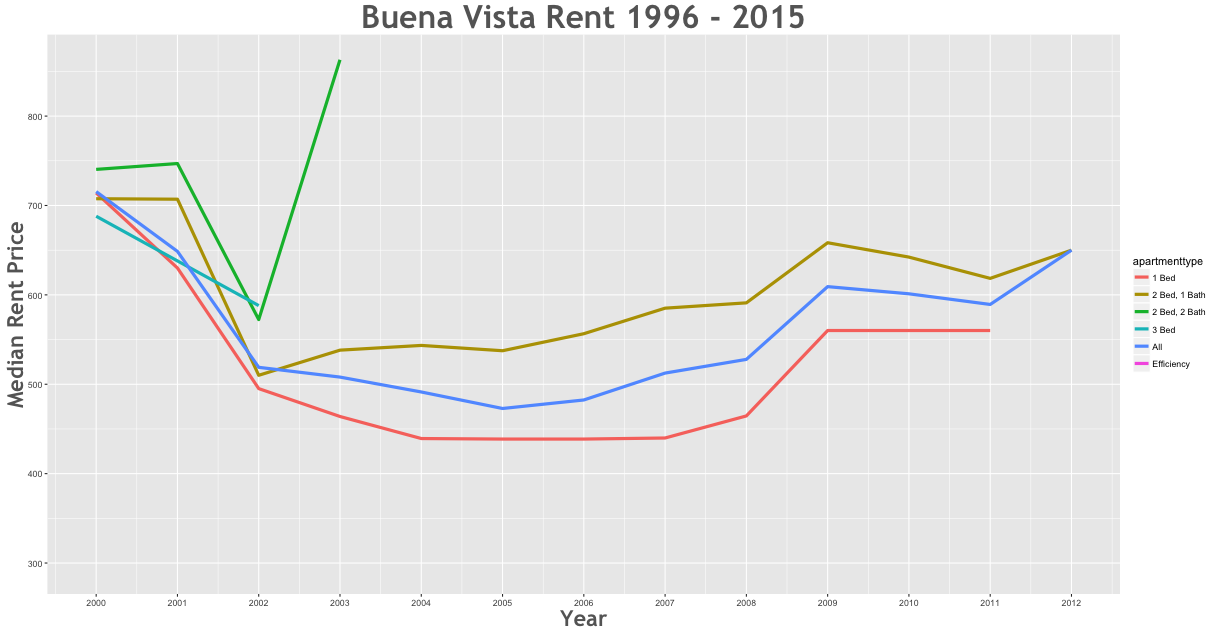 Buena Vista Rent 1996 - 2015
Median Rent Price
800
700
600
500
400
300
2000 2001 2002 2003 2004 2005 2006 2007 2008 2009 2010 2011 2012
Year
apartmenttype
1 Bed
2 Bed, 1 Bath
2 Bed, 2 Bath
3 Bed
All
Efficiency